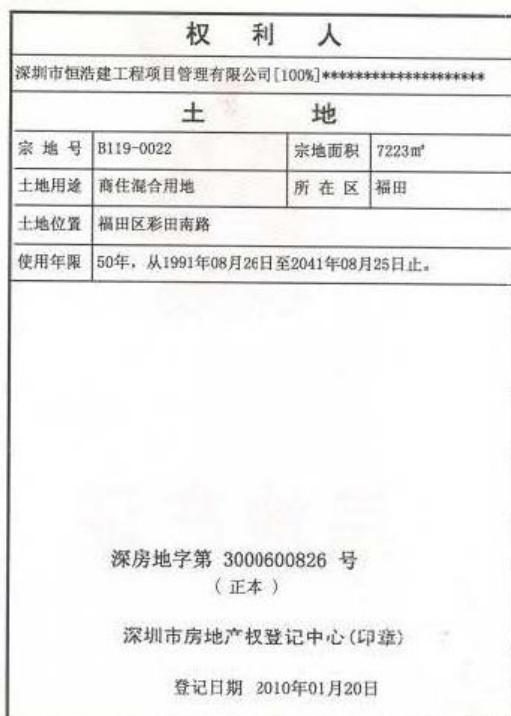 权 利 人
深圳市恒浩建工程项目管理有限公司[100%]********************
土 地
宗 地 号 B119-0022 宗地面积 7223㎡
土地用途 商住混合用地 所 在 区 福田
土地位置 福田区彩田南路
使用年限 50年，从1991年08月26日至2041年08月25日止。
深房地字第 3000600826 号
（ 正本 ）
深圳市房地产权登记中心(印章)
登记日期 2010年01月20日